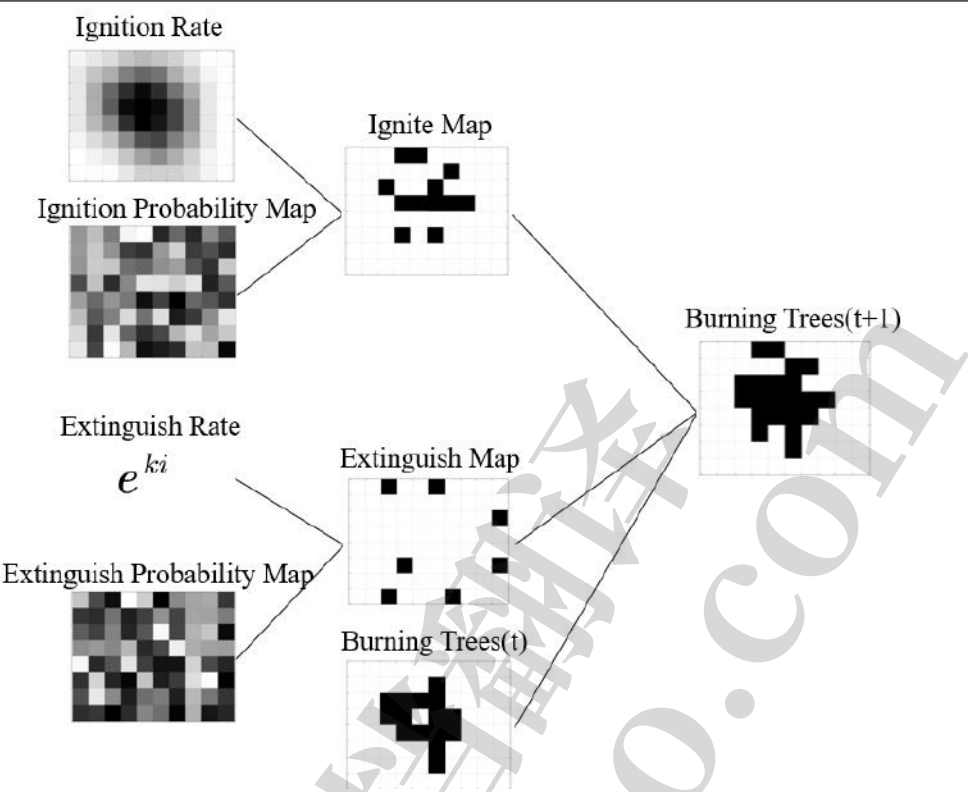 Ignition Rate
Ignition Probability Map
Ignite Map
Extinguish Rate
e^{ki}
Extinguish Probability Map
Extinguish Map
Burning Trees(t)
Burning Trees(t+1)
o.com